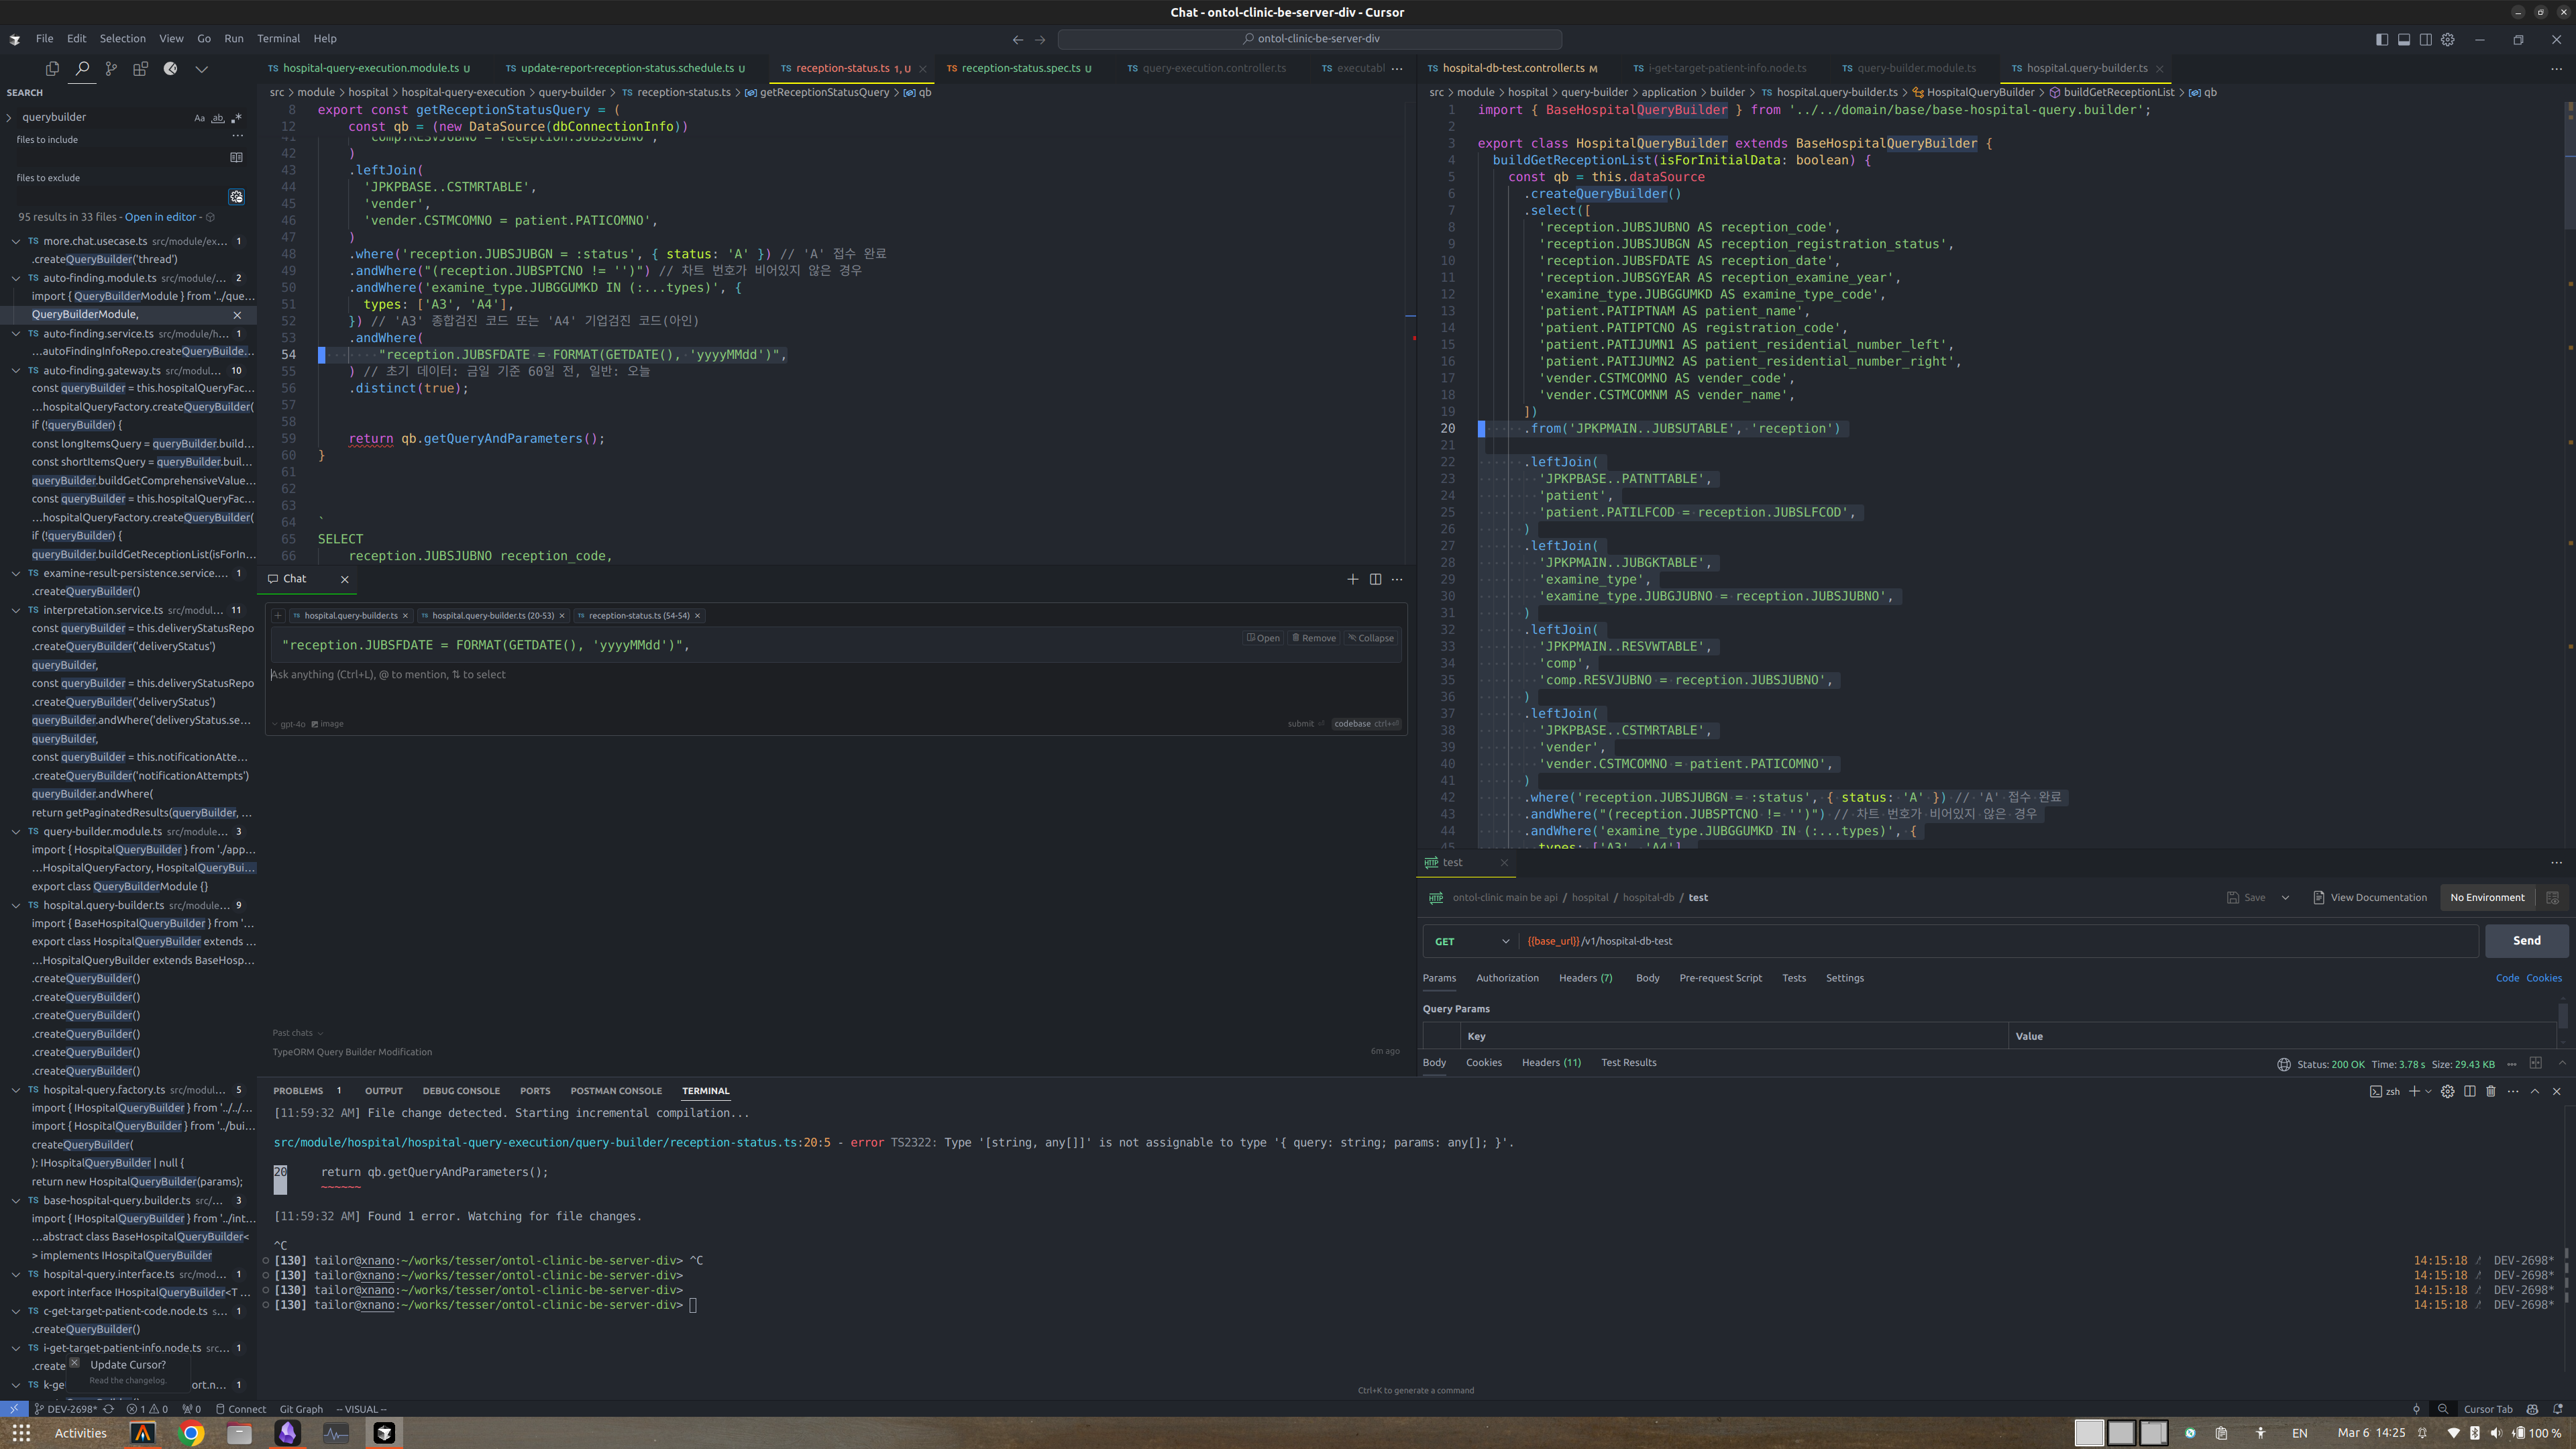 Chat - ontol-clinic-be-server-div - Cursor
File Edit Selection View Go Run Terminal Help
ontol-clinic-be-server-div
SEARCH
querybuilder
files to include
files to exclude
95 results in 33 files - Open in editor -
more.chat.usecase.ts src/module/ex... 1
.createQueryBuilder('thread')
auto-finding.module.ts src/module/... 2
import { QueryBuilderModule } from '../que...
QueryBuilderModule,
auto-finding.service.ts src/module/h... 1
...autoFindingInfoRepo.createQueryBuilde...
auto-finding.gateway.ts src/modul... 10
const queryBuilder = this.hospitalQueryFac...
...hospitalQueryFactory.createQueryBuilder(
if (!queryBuilder) {
const longItemsQuery = queryBuilder.build...
const shortItemsQuery = queryBuilder.buil...
queryBuilder.buildGetComprehensiveValue...
const queryBuilder = this.hospitalQueryFac...
...hospitalQueryFactory.createQueryBuilder(
if (!queryBuilder) {
queryBuilder.buildGetReceptionList(isForIn...
examine-result-persistence.service.... 1
.createQueryBuilder()
interpretation.service.ts src/modul... 11
const queryBuilder = this.deliveryStatusRepo
.createQueryBuilder('deliveryStatus')
queryBuilder,
const queryBuilder = this.deliveryStatusRepo
.createQueryBuilder('deliveryStatus')
queryBuilder.andWhere('deliveryStatus.se...
queryBuilder,
const queryBuilder = this.notificationAtte...
.createQueryBuilder('notificationAttempts')
queryBuilder.andWhere(
return getPaginatedResults(queryBuilder, ...
query-builder.module.ts src/module... 3
import { HospitalQueryBuilder } from './app...
...HospitalQueryFactory, HospitalQueryBui...
export class QueryBuilderModule {}
hospital.query-builder.ts src/module... 9
import { BaseHospitalQueryBuilder } from '...
export class HospitalQueryBuilder extends ...
...HospitalQueryBuilder extends BaseHosp...
.createQueryBuilder()
.createQueryBuilder()
.createQueryBuilder()
.createQueryBuilder()
.createQueryBuilder()
.createQueryBuilder()
hospital-query.factory.ts src/modul... 5
import { IHospitalQueryBuilder } from '../../...
import { HospitalQueryBuilder } from '../bui...
createQueryBuilder(
): IHospitalQueryBuilder | null {
return new HospitalQueryBuilder(params);
base-hospital-query.builder.ts src/... 3
import { IHospitalQueryBuilder } from '../int...
...abstract class BaseHospitalQueryBuilder<
> implements IHospitalQueryBuilder
hospital-query.interface.ts src/mod... 1
export interface IHospitalQueryBuilder<T ...
c-get-target-patient-code.node.ts s... 1
.createQueryBuilder()
i-get-target-patient-info.node.ts src... 1
.create
Update Cursor?
Read the changelog.
k-ge ort.n... 1
hospital-query-execution.module.ts U update-report-reception-status.schedule.ts U reception-status.ts 1, U reception-status.spec.ts U query-execution.controller.ts executabl
src > module > hospital > hospital-query-execution > query-builder > reception-status.ts > getReceptionStatusQuery > qb
8 export const getReceptionStatusQuery = (
12 const qb = (new DataSource(dbConnectionInfo))
comp.RESVJUBNO = reception.JUBSJUBNO',
42 )
43 .leftJoin(
44 'JPKPBASE..CSTMRTABLE',
45 'vender',
46 'vender.CSTMCOMNO = patient.PATICOMNO',
47 )
48 .where('reception.JUBSJUBGN = :status', { status: 'A' }) // 'A' 접수 완료
49 .andWhere("(reception.JUBSPTCNO != '')") // 차트 번호가 비어있지 않은 경우
50 .andWhere('examine_type.JUBGGUMKD IN (:...types)', {
51 types: ['A3', 'A4'],
52 }) // 'A3' 종합검진 코드 또는 'A4' 기업검진 코드(아인)
53 .andWhere(
54 "reception.JUBSFDATE = FORMAT(GETDATE(), 'yyyyMMdd')",
55 ) // 초기 데이터: 금일 기준 60일 전, 일반: 오늘
56 .distinct(true);
57
58
59 return qb.getQueryAndParameters();
60 }
61
62
63
64 `
65 SELECT
66 reception.JUBSJUBNO reception_code,
Chat
hospital.query-builder.ts hospital.query-builder.ts (20-53) reception-status.ts (54-54)
"reception.JUBSFDATE = FORMAT(GETDATE(), 'yyyyMMdd')",
Open Remove Collapse
Ask anything (Ctrl+L), @ to mention, ⇅ to select
gpt-4o image
submit codebase ctrl+⏎
Past chats
TypeORM Query Builder Modification 6m ago
hospital-db-test.controller.ts M i-get-target-patient-info.node.ts query-builder.module.ts hospital.query-builder.ts
src > module > hospital > query-builder > application > builder > hospital.query-builder.ts > HospitalQueryBuilder > buildGetReceptionList > qb
1 import { BaseHospitalQueryBuilder } from '../../domain/base/base-hospital-query.builder';
2
3 export class HospitalQueryBuilder extends BaseHospitalQueryBuilder {
4 buildGetReceptionList(isForInitialData: boolean) {
5 const qb = this.dataSource
6 .createQueryBuilder()
7 .select([
8 'reception.JUBSJUBNO AS reception_code',
9 'reception.JUBSJUBGN AS reception_registration_status',
10 'reception.JUBSFDATE AS reception_date',
11 'reception.JUBSGYEAR AS reception_examine_year',
12 'examine_type.JUBGGUMKD AS examine_type_code',
13 'patient.PATIPTNAM AS patient_name',
14 'patient.PATIPTCNO AS registration_code',
15 'patient.PATIJUMN1 AS patient_residential_number_left',
16 'patient.PATIJUMN2 AS patient_residential_number_right',
17 'vender.CSTMCOMNO AS vender_code',
18 'vender.CSTMCOMNM AS vender_name',
19 ])
20 .from('JPKPMAIN..JUBSUTABLE', 'reception')
21
22 .leftJoin(
23 'JPKPBASE..PATNTTABLE',
24 'patient',
25 'patient.PATILFCOD = reception.JUBSLFCOD',
26 )
27 .leftJoin(
28 'JPKPMAIN..JUBGKTABLE',
29 'examine_type',
30 'examine_type.JUBGJUBNO = reception.JUBSJUBNO',
31 )
32 .leftJoin(
33 'JPKPMAIN..RESVWTABLE',
34 'comp',
35 'comp.RESVJUBNO = reception.JUBSJUBNO',
36 )
37 .leftJoin(
38 'JPKPBASE..CSTMRTABLE',
39 'vender',
40 'vender.CSTMCOMNO = patient.PATICOMNO',
41 )
42 .where('reception.JUBSJUBGN = :status', { status: 'A' }) // 'A' 접수 완료
43 .andWhere("(reception.JUBSPTCNO != '')") // 차트 번호가 비어있지 않은 경우
44 .andWhere('examine_type.JUBGGUMKD IN (:...types)', {
45 types: ['A3', 'A4'],
test
ontol-clinic main be api / hospital / hospital-db / test
Save View Documentation No Environment
GET {{base_url}}/v1/hospital-db-test Send
Params Authorization Headers (7) Body Pre-request Script Tests Settings Code Cookies
Query Params
Key Value
Body Cookies Headers (11) Test Results Status: 200 OK Time: 3.78 s Size: 29.43 KB
PROBLEMS 1 OUTPUT DEBUG CONSOLE PORTS POSTMAN CONSOLE TERMINAL zsh
[11:59:32 AM] File change detected. Starting incremental compilation...
src/module/hospital/hospital-query-execution/query-builder/reception-status.ts:20:5 - error TS2322: Type '[string, any[]]' is not assignable to type '{ query: string; params: any[]; }'.
20 return qb.getQueryAndParameters();
~~~~~~
[11:59:32 AM] Found 1 error. Watching for file changes.
^C
[130] tailor@xnano:~/works/tesser/ontol-clinic-be-server-div> ^C 14:15:18 DEV-2698*
[130] tailor@xnano:~/works/tesser/ontol-clinic-be-server-div> 14:15:18 DEV-2698*
[130] tailor@xnano:~/works/tesser/ontol-clinic-be-server-div> 14:15:18 DEV-2698*
[130] tailor@xnano:~/works/tesser/ontol-clinic-be-server-div> 14:15:18 DEV-2698*
Ctrl+K to generate a command
DEV-2698* 1 0 0 Connect Git Graph -- VISUAL -- Cursor Tab
Activities EN Mar 6 14:25 100 %